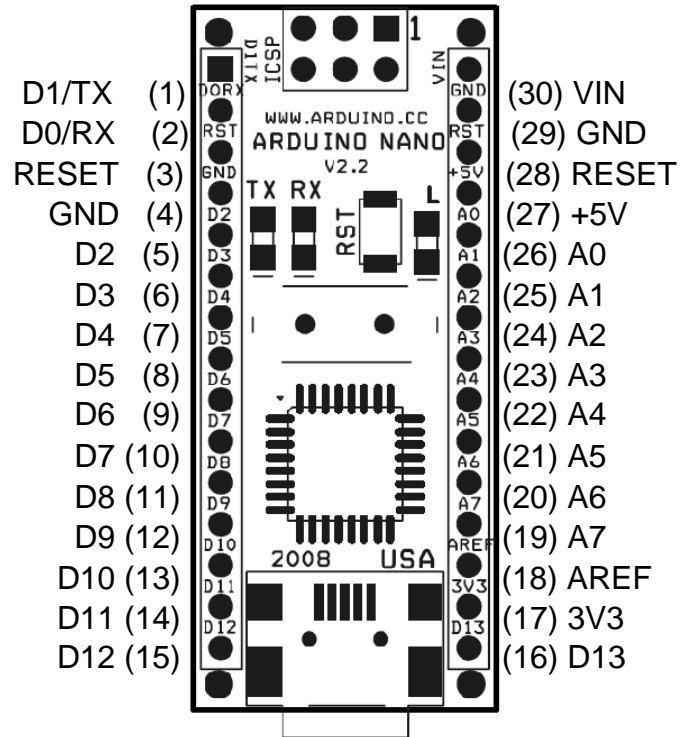 D1/TX (1)
D0/RX (2)
RESET (3)
GND (4)
D2 (5)
D3 (6)
D4 (7)
D5 (8)
D6 (9)
D7 (10)
D8 (11)
D9 (12)
D10 (13)
D11 (14)
D12 (15)
D1TX
ICSP
1
VIN
DORX
RST
GND
D2
D3
D4
D5
D6
D7
D8
D9
D10
D11
D12
WWW.ARDUINO.CC
ARDUINO NANO
V2.2
TX RX
RST
L
2008 USA
GND
RST
+5V
A0
A1
A2
A3
A4
A5
A6
A7
AREF
3V3
D13
(30) VIN
(29) GND
(28) RESET
(27) +5V
(26) A0
(25) A1
(24) A2
(23) A3
(22) A4
(21) A5
(20) A6
(19) A7
(18) AREF
(17) 3V3
(16) D13